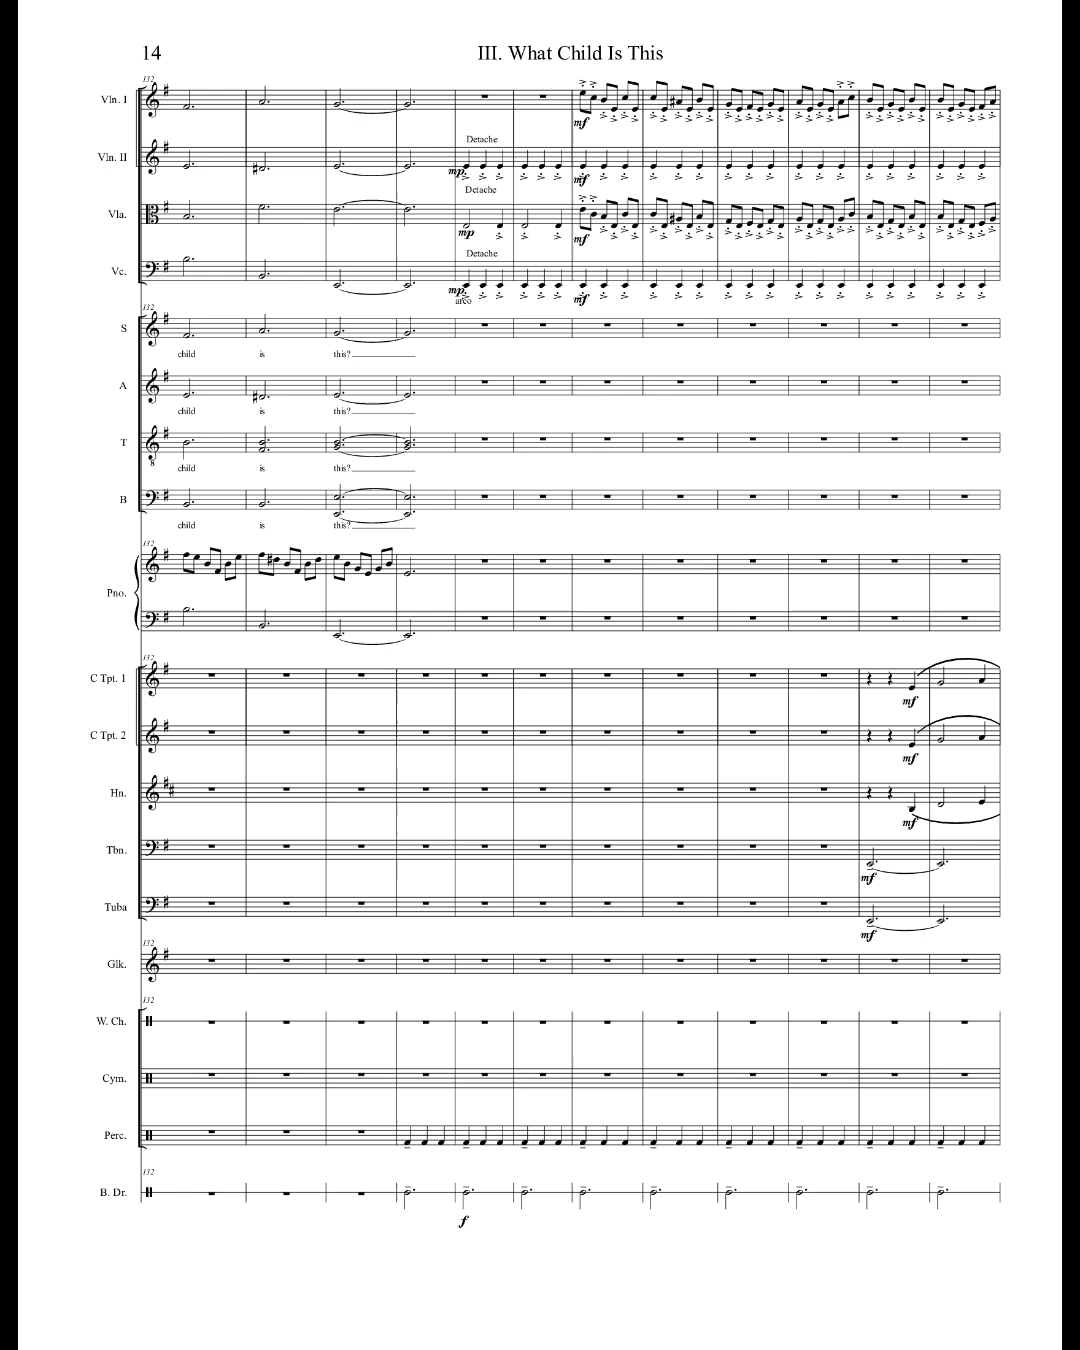 14
III. What Child Is This
132
Vln. I
mf
Detache
Vln. II
mp
mf
Detache
Vla.
mp
mf
Detache
Vc.
mp
mf
arco
132
S
child is this?
A
child is this?
T
8
child is this?
B
child is this?
132
Pno.
132
C Tpt. 1
mf
C Tpt. 2
mf
Hn.
mf
Tbn.
mf
Tuba
mf
132
Glk.
132
W. Ch.
Cym.
Perc.
132
B. Dr.
f